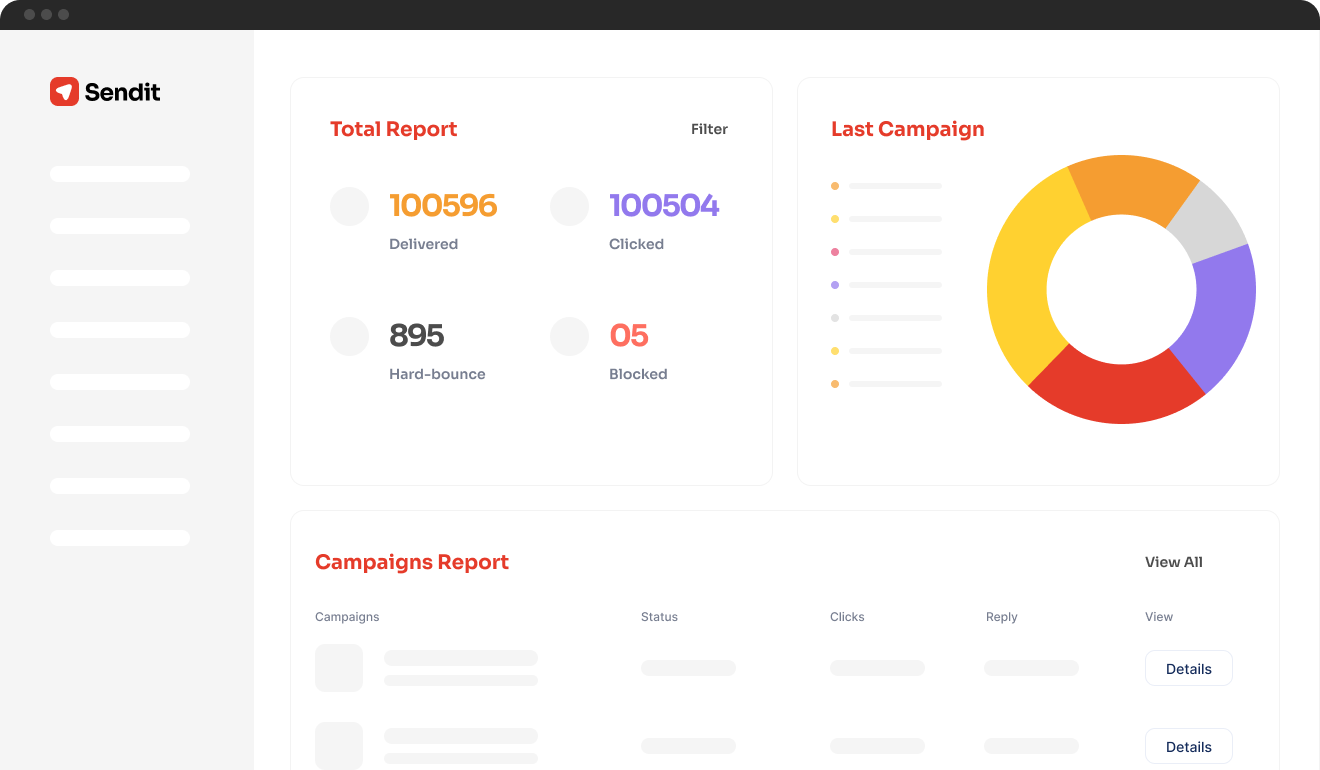 Sendit
Total Report
Filter
100596
Delivered
100504
Clicked
895
Hard-bounce
05
Blocked
Last Campaign
Campaigns Report
View All
Campaigns Status Clicks Reply View
Details
Details